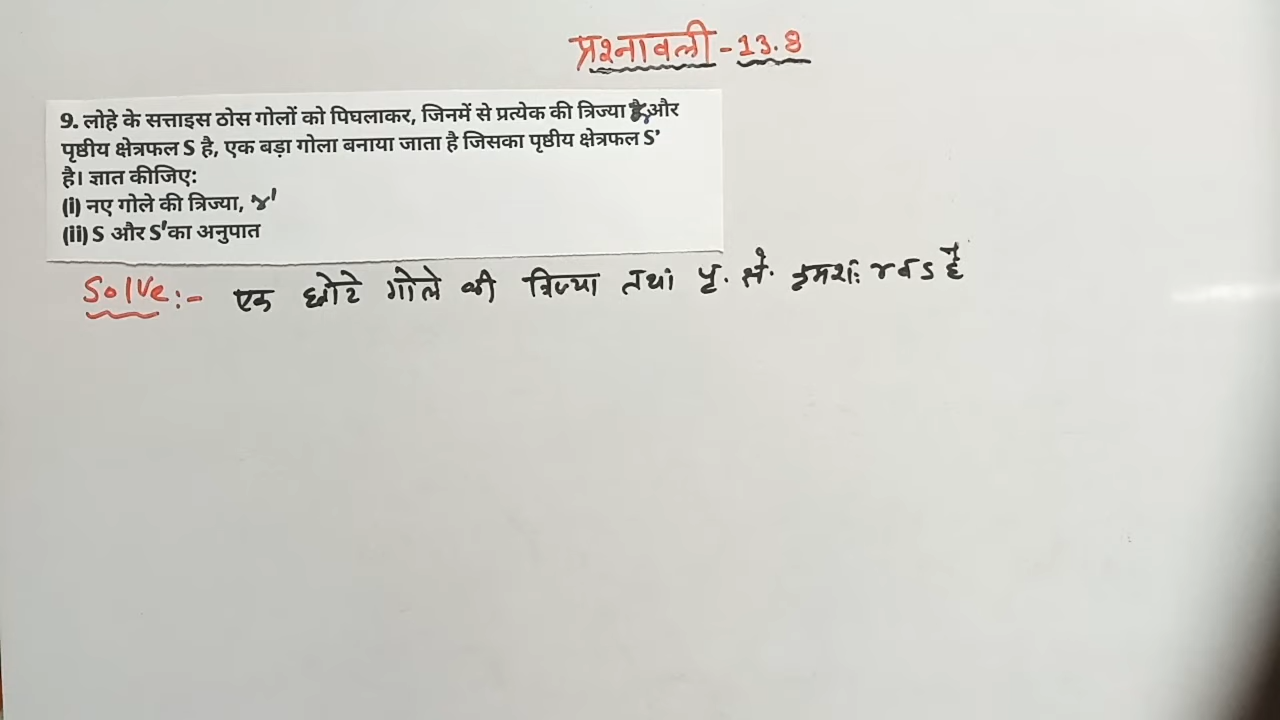 प्रश्नावली - 13.8
9. लोहे के सत्ताइस ठोस गोलों को पिघलाकर, जिनमें से प्रत्येक की त्रिज्या है और
पृष्ठीय क्षेत्रफल S है, एक बड़ा गोला बनाया जाता है जिसका पृष्ठीय क्षेत्रफल S'
है। ज्ञात कीजिए:
(i) नए गोले की त्रिज्या, r'
(ii) S और S' का अनुपात
Solve:- एक छोटे गोले की त्रिज्या तथा पृ. क्षे. क्रमशः r व S है